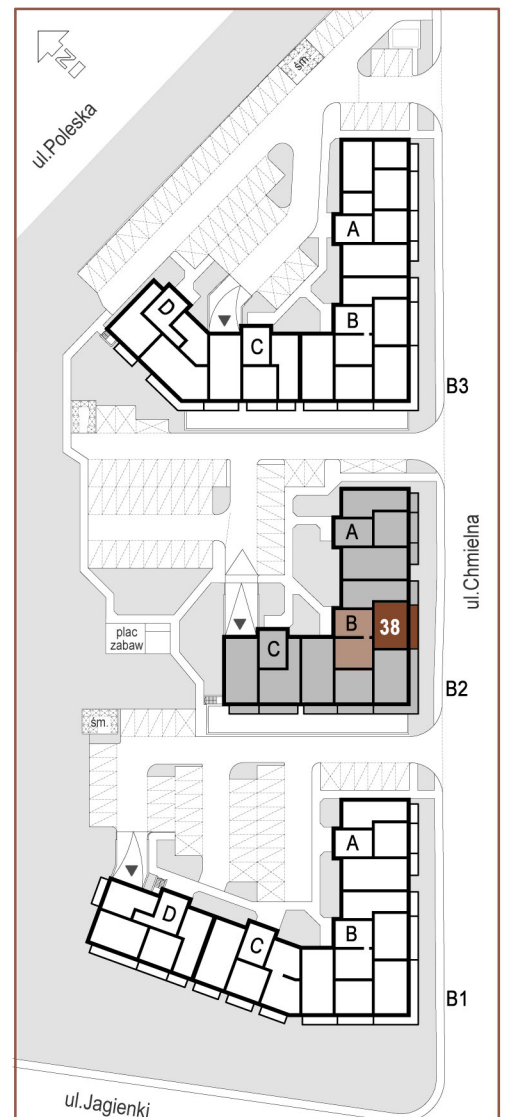 N
śm.
ul.Poleska
A
D
B
C
B3
A
ul.Chmielna
B
38
plac
zabaw
C
B2
śm.
A
D
B
C
B1
ul.Jagienki